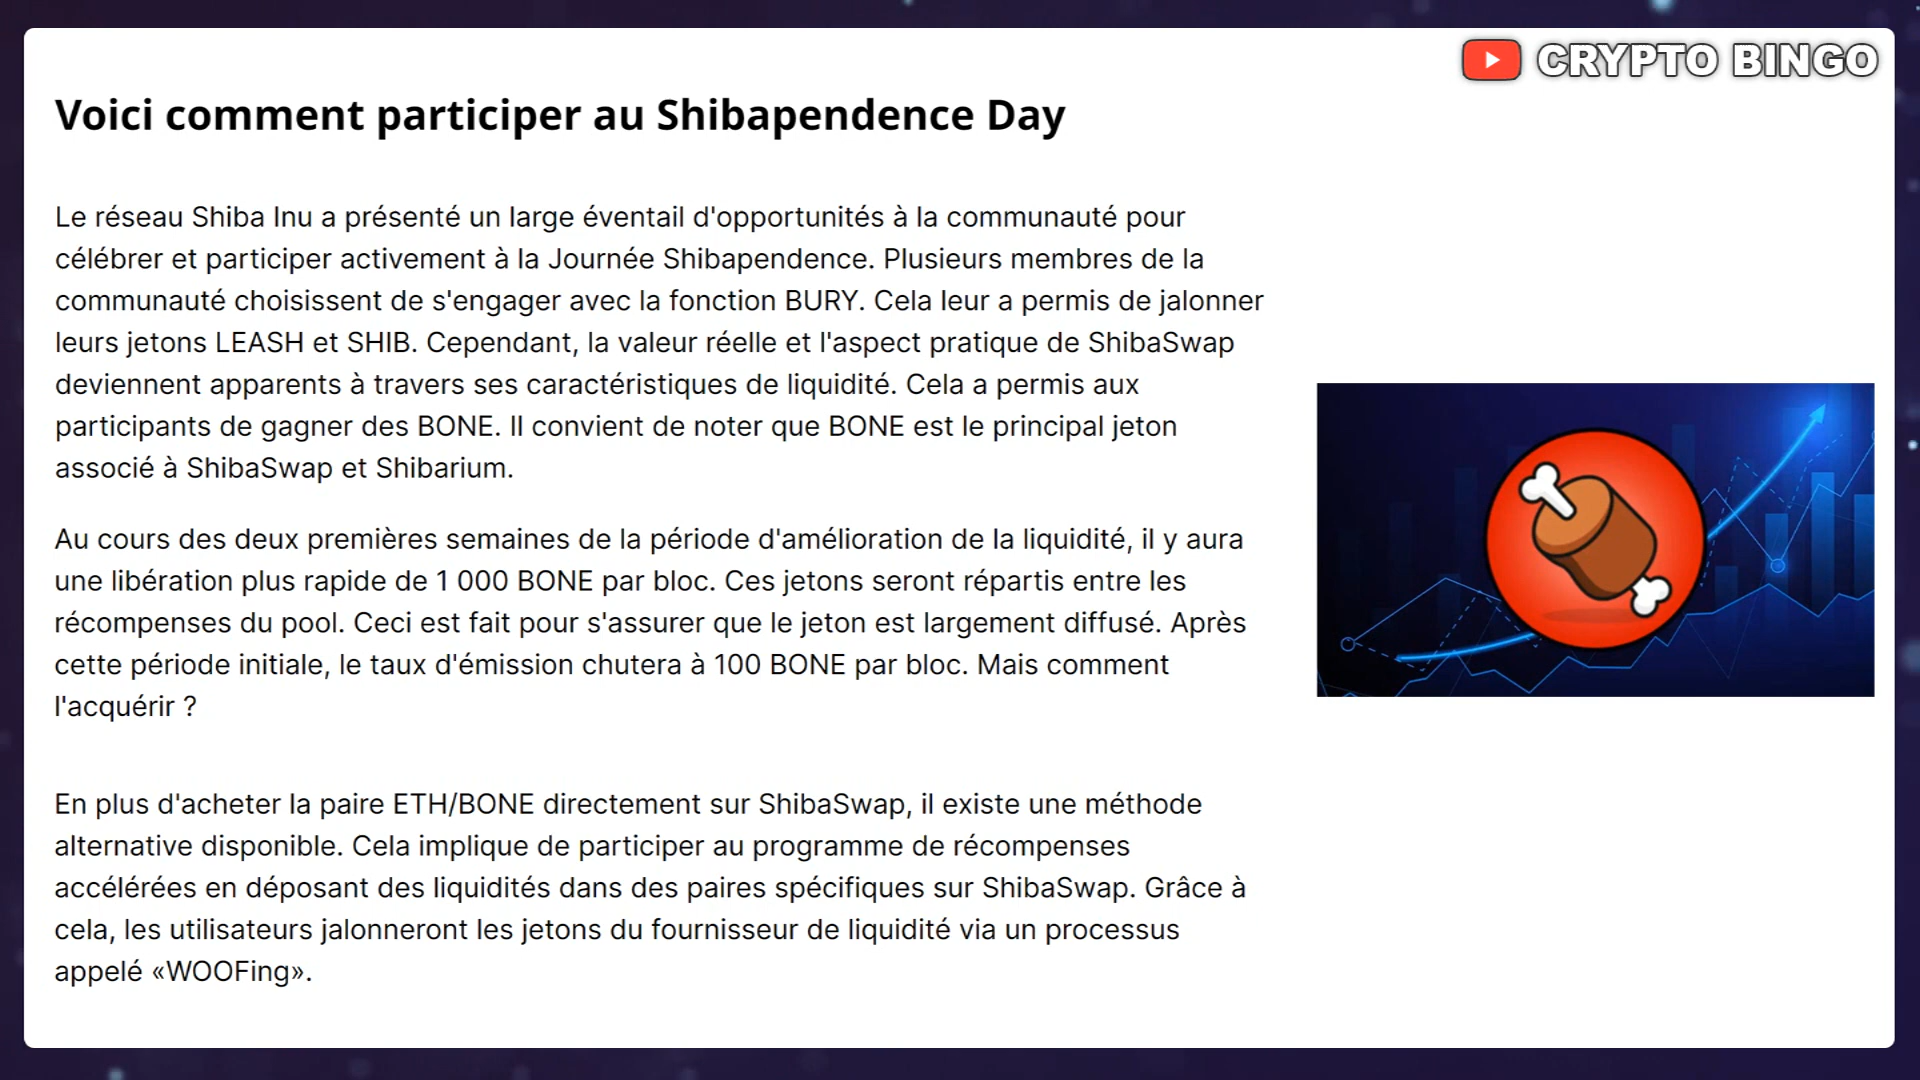 CRYPTO BINGO
Voici comment participer au Shibapendence Day
Le réseau Shiba Inu a présenté un large éventail d'opportunités à la communauté pour
célébrer et participer activement à la Journée Shibapendence. Plusieurs membres de la
communauté choisissent de s'engager avec la fonction BURY. Cela leur a permis de jalonner
leurs jetons LEASH et SHIB. Cependant, la valeur réelle et l'aspect pratique de ShibaSwap
deviennent apparents à travers ses caractéristiques de liquidité. Cela a permis aux
participants de gagner des BONE. Il convient de noter que BONE est le principal jeton
associé à ShibaSwap et Shibarium.
Au cours des deux premières semaines de la période d'amélioration de la liquidité, il y aura
une libération plus rapide de 1 000 BONE par bloc. Ces jetons seront répartis entre les
récompenses du pool. Ceci est fait pour s'assurer que le jeton est largement diffusé. Après
cette période initiale, le taux d'émission chutera à 100 BONE par bloc. Mais comment
l'acquérir ?
En plus d'acheter la paire ETH/BONE directement sur ShibaSwap, il existe une méthode
alternative disponible. Cela implique de participer au programme de récompenses
accélérées en déposant des liquidités dans des paires spécifiques sur ShibaSwap. Grâce à
cela, les utilisateurs jalonneront les jetons du fournisseur de liquidité via un processus
appelé «WOOFing».